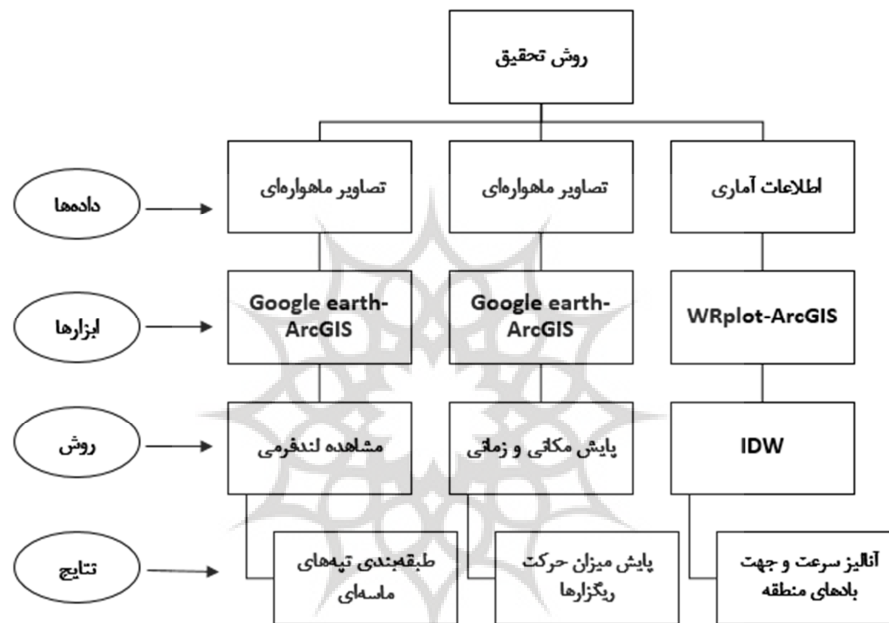 روش تحقیق
داده‌ها
اطلاعات آماری
تصاویر ماهواره‌ای
تصاویر ماهواره‌ای
ابزارها
WRplot-ArcGIS
Google earth-
ArcGIS
Google earth-
ArcGIS
روش
IDW
پایش مکانی و زمانی
مشاهده لندفرمی
نتایج
آنالیز سرعت و جهت
بادهای منطقه
پایش میزان حرکت
ریگزارها
طبقه‌بندی تپه‌های
ماسه‌ای